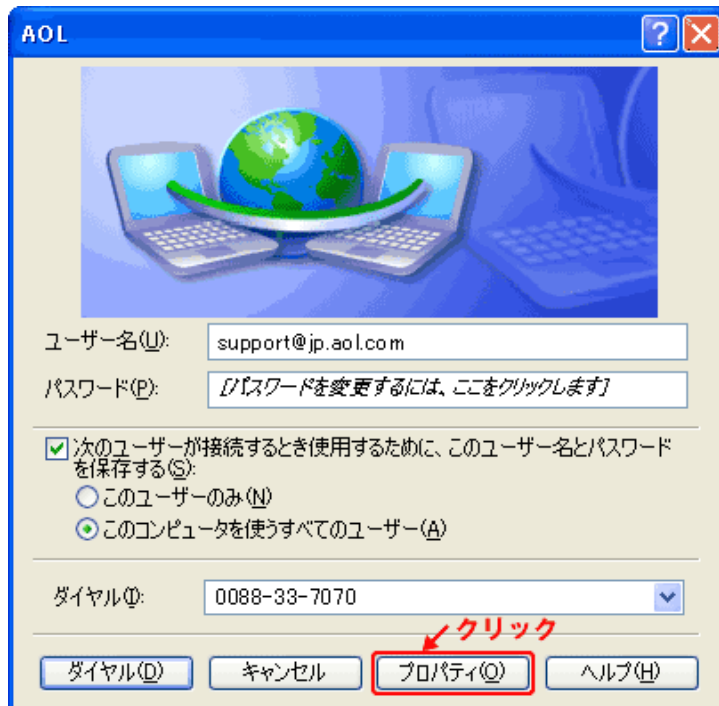 AOL
ユーザー名(U):
support@jp.aol.com
パスワード(P):
[パスワードを変更するには、ここをクリックします]
次のユーザーが接続するとき使用するために、このユーザー名とパスワード
を保存する(S):
このユーザーのみ(N)
このコンピュータを使うすべてのユーザー(A)
ダイヤル(I):
0088-33-7070
クリック
ダイヤル(D) キャンセル プロパティ(O) ヘルプ(H)